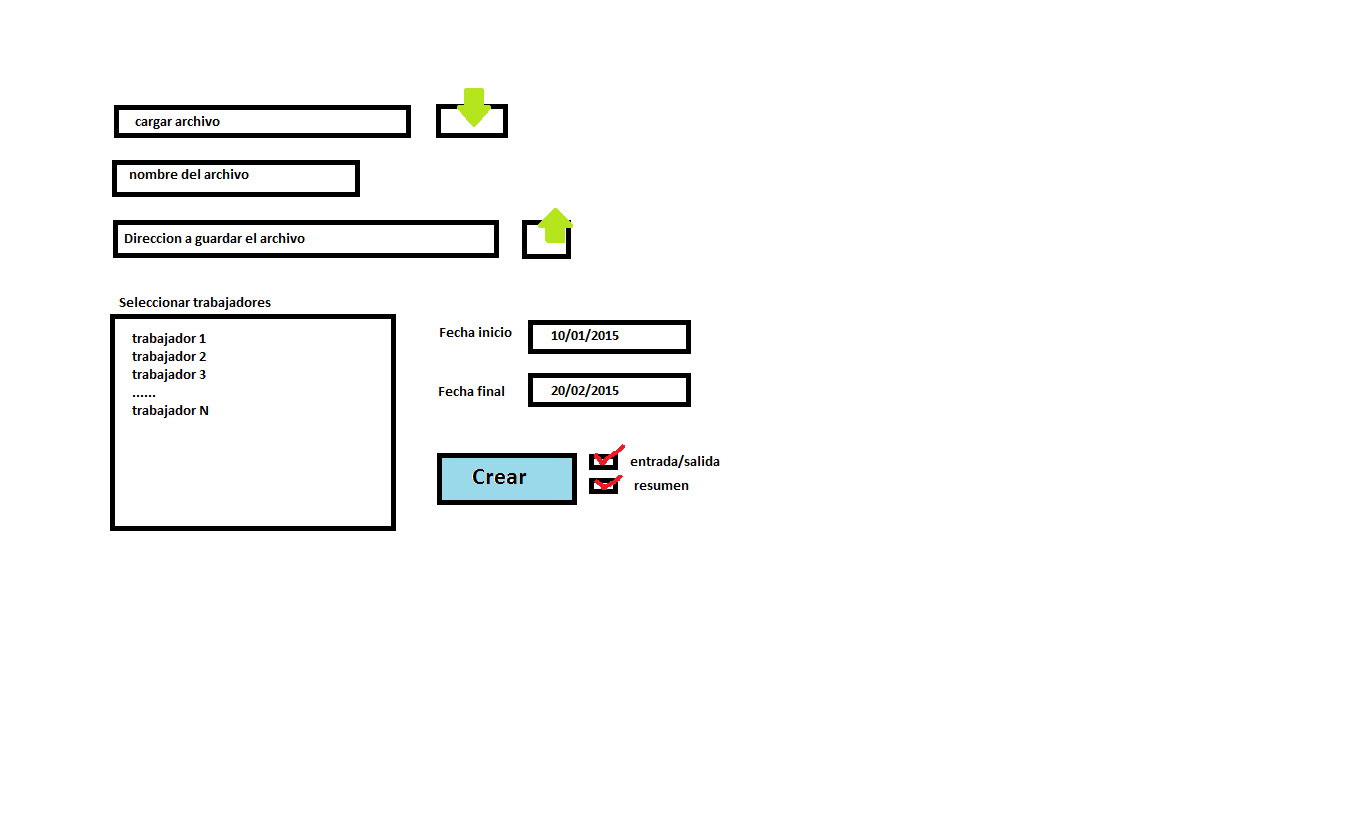 cargar archivo
nombre del archivo
Direccion a guardar el archivo
Seleccionar trabajadores
trabajador 1
trabajador 2
trabajador 3
......
trabajador N
Fecha inicio
10/01/2015
Fecha final
20/02/2015
Crear
entrada/salida
resumen